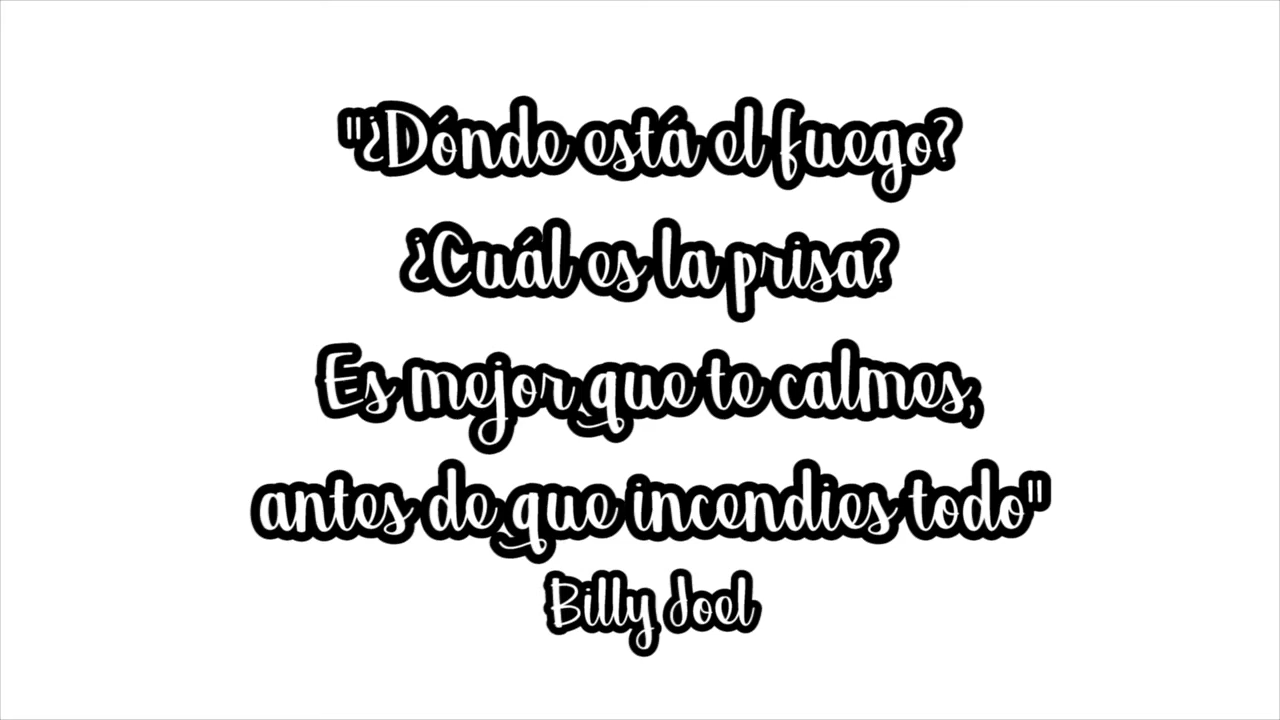 "¿Dónde está el fuego?
¿Cuál es la prisa?
Es mejor que te calmes,
antes de que incendies todo"
Billy Joel